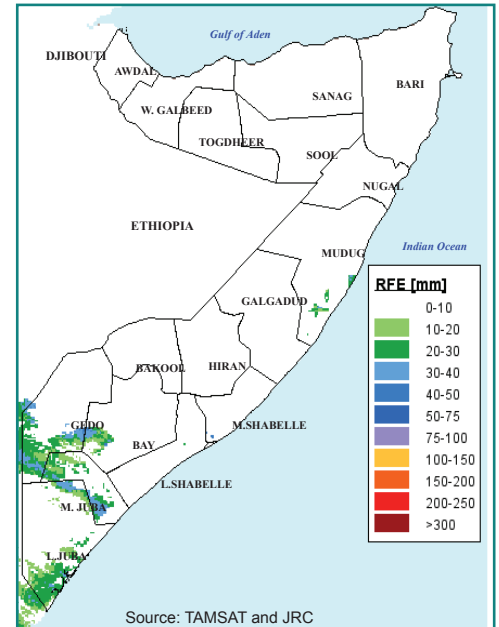 Gulf of Aden
DJIBOUTI
AWDAL
BARI
SANAG
W. GALBEED
TOGDHEER
SOOL
NUGAL
ETHIOPIA
MUDUG
Indian Ocean
GALGADUD
BAKOOL
HIRAN
GEDO
BAY
M.SHABELLE
L.SHABELLE
M. JUBA
L.JUBA
RFE [mm]
0-10
10-20
20-30
30-40
40-50
50-75
75-100
100-150
150-200
200-250
>300
Source: TAMSAT and JRC